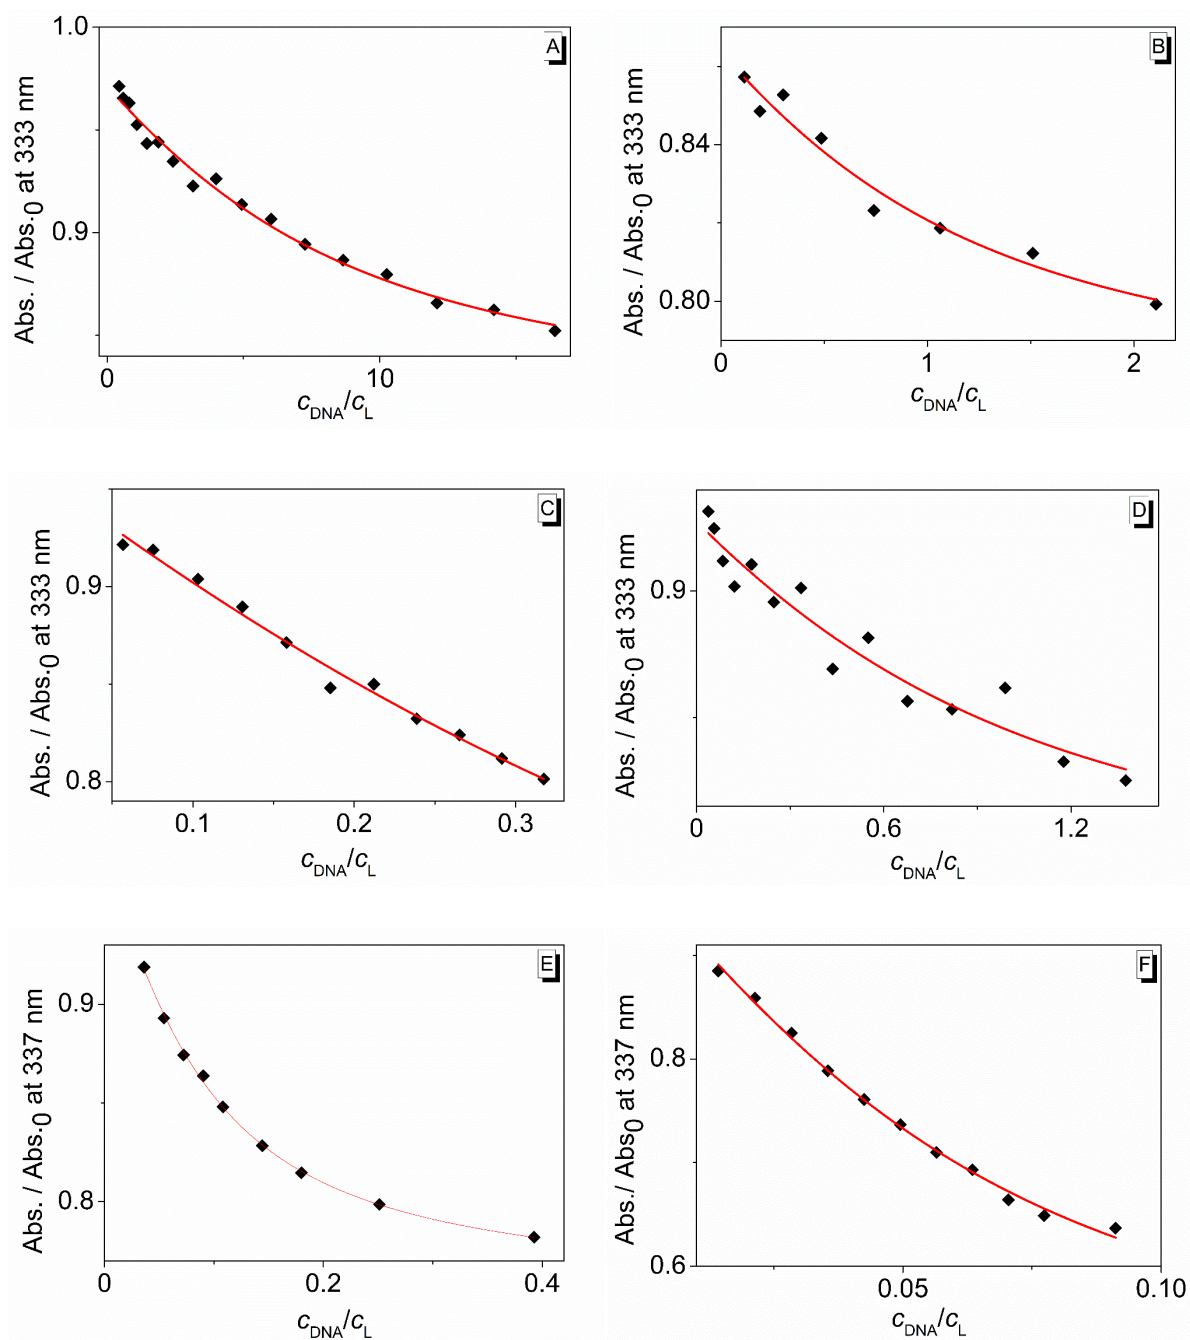 A
Abs. / Abs.0 at 333 nm
1.0
0.9
0
10
cDNA/cL
B
Abs. / Abs.0 at 333 nm
0.84
0.80
0
1
2
cDNA/cL
C
Abs. / Abs.0 at 333 nm
0.9
0.8
0.1
0.2
0.3
cDNA/cL
D
Abs. / Abs.0 at 333 nm
0.9
0
0.6
1.2
cDNA/cL
E
Abs. / Abs.0 at 337 nm
0.9
0.8
0
0.2
0.4
cDNA/cL
F
Abs./ Abs0 at 337 nm
0.8
0.6
0.05
0.10
cDNA/cL